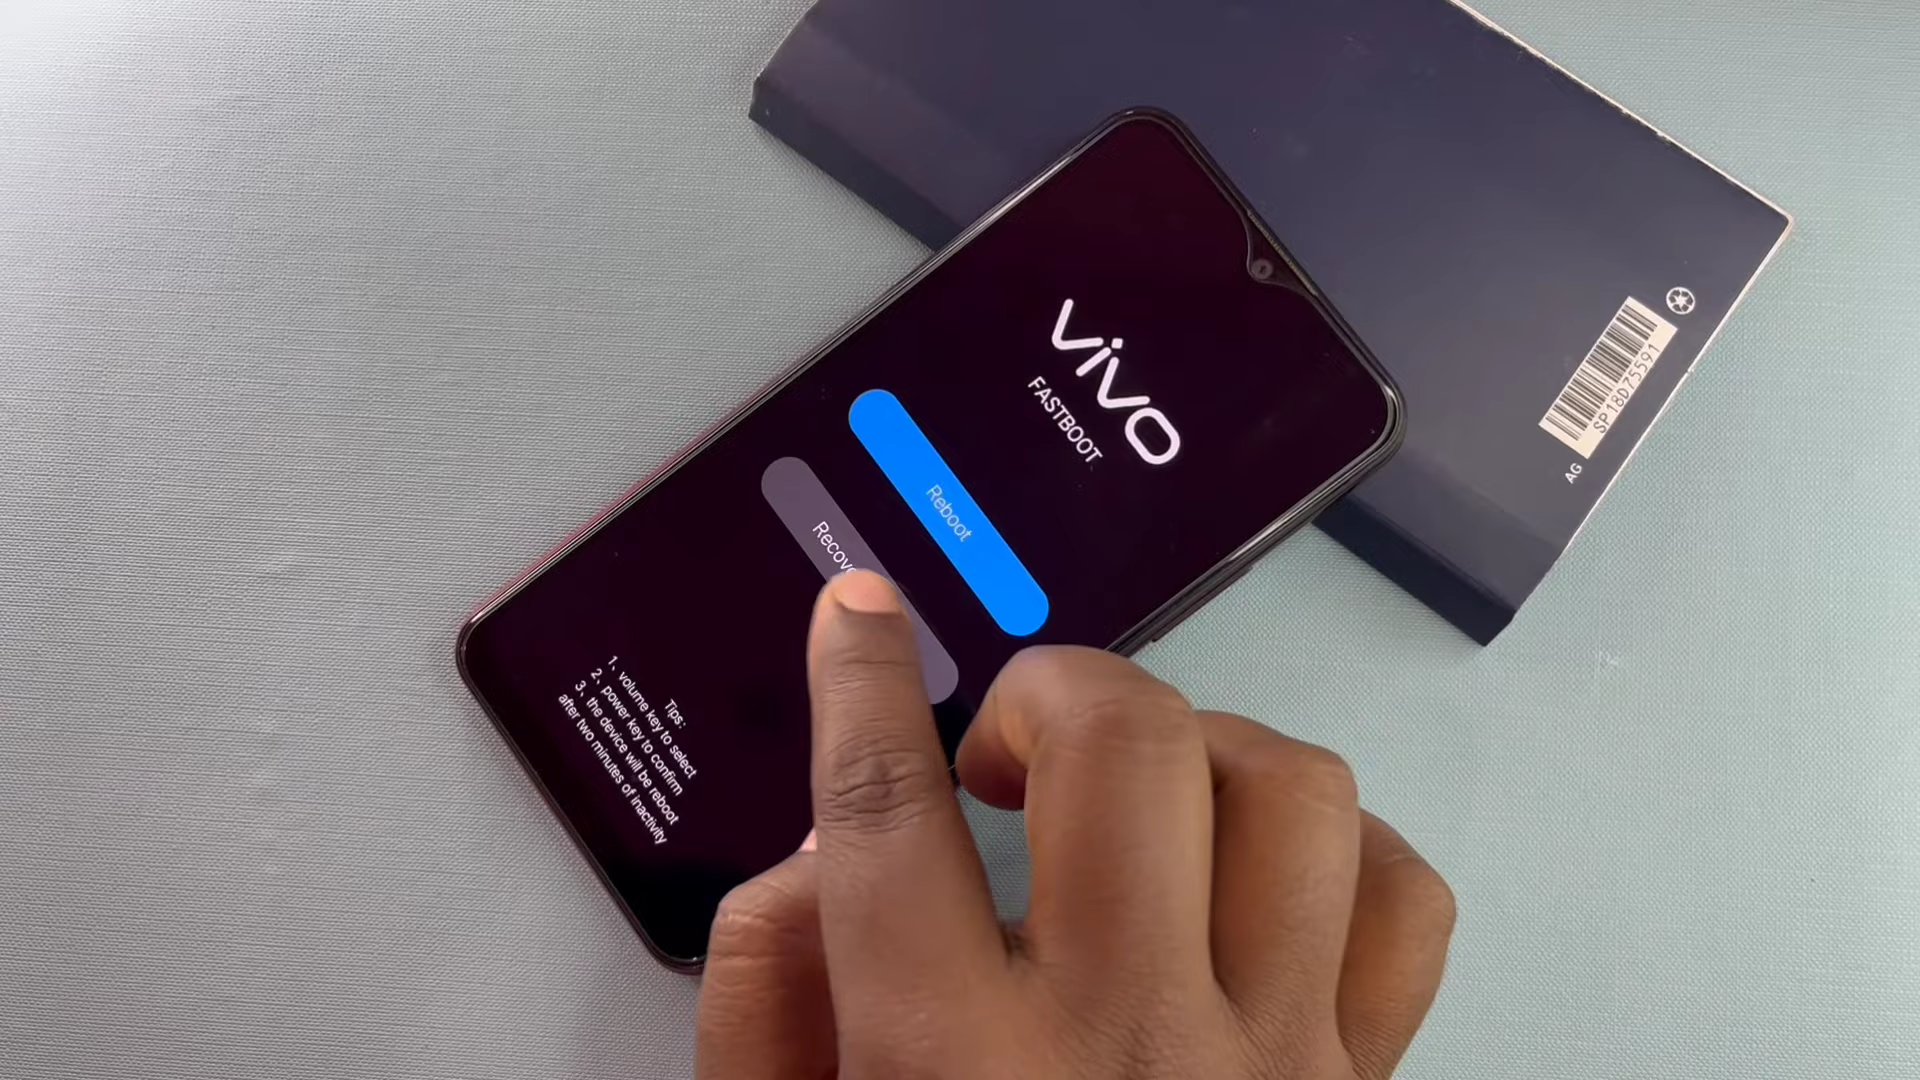 vivo
FASTBOOT
Reboot
Tips:
1、volume key to select
2、power key to confirm
3、the device will be reboot
after two minutes of inactivity
SP18D75591
AG